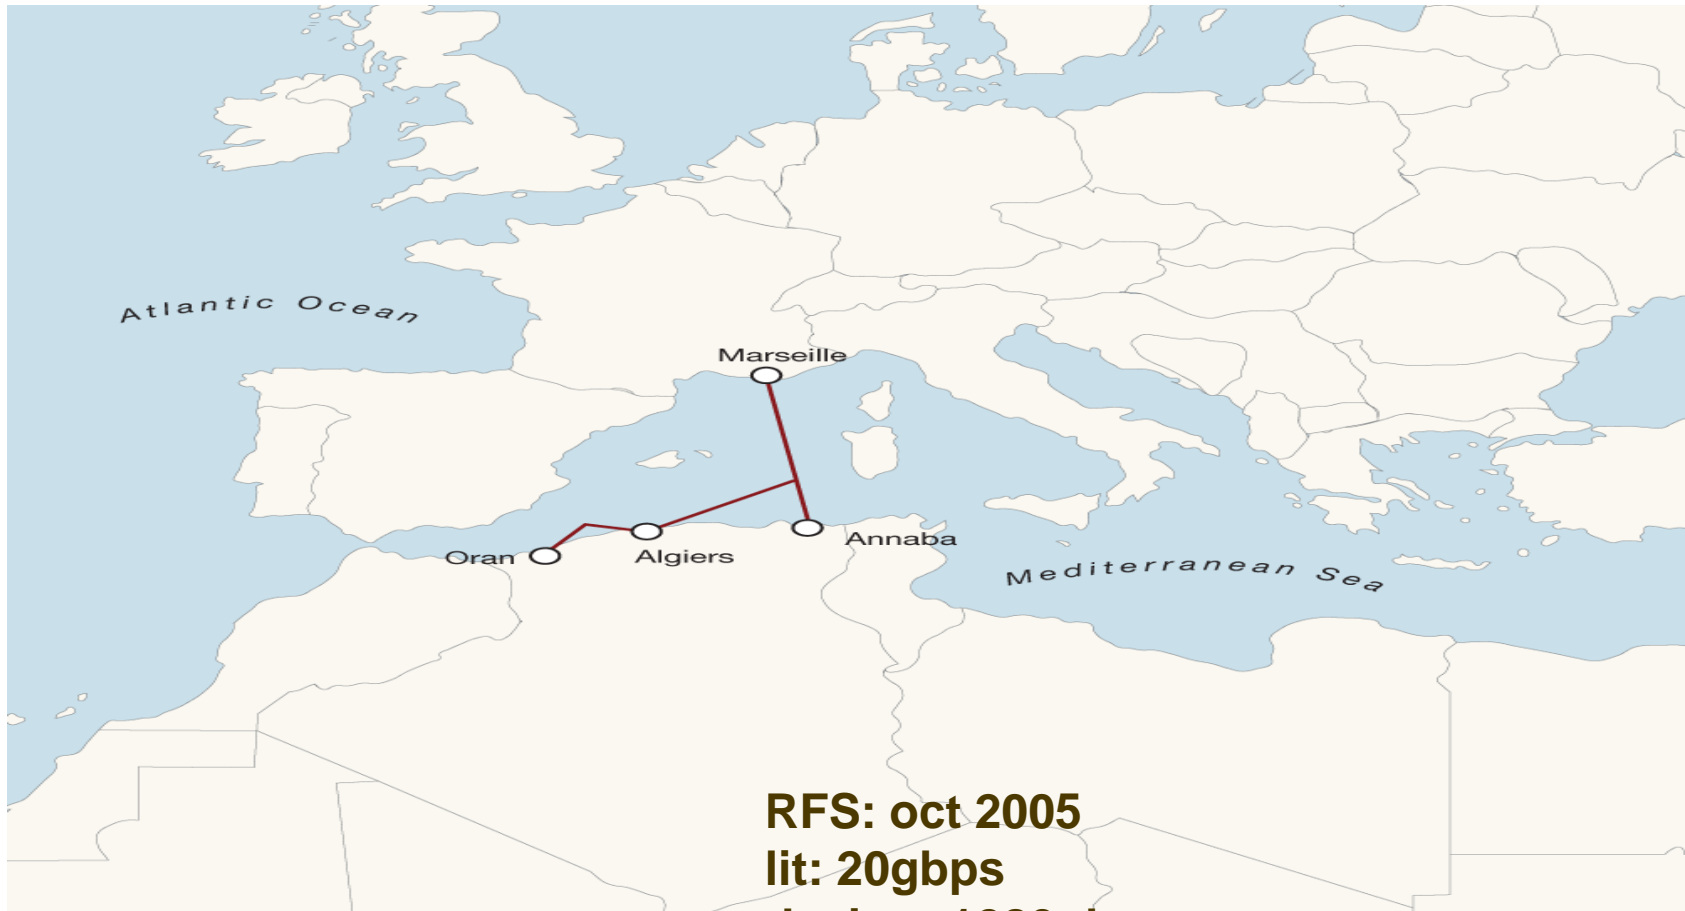 Atlantic Ocean
Marseille
Annaba
Oran
Algiers
Mediterranean Sea
RFS: oct 2005
lit: 20gbps